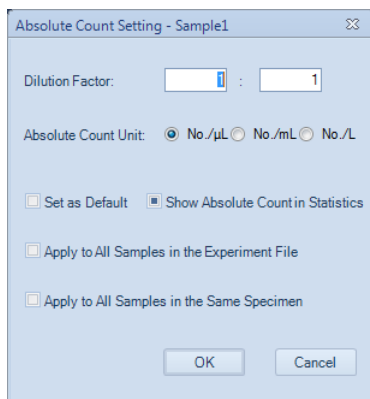 Absolute Count Setting - Sample1
Dilution Factor: 1 : 1
Absolute Count Unit: No./µL No./mL No./L
Set as Default Show Absolute Count in Statistics
Apply to All Samples in the Experiment File
Apply to All Samples in the Same Specimen
OK Cancel